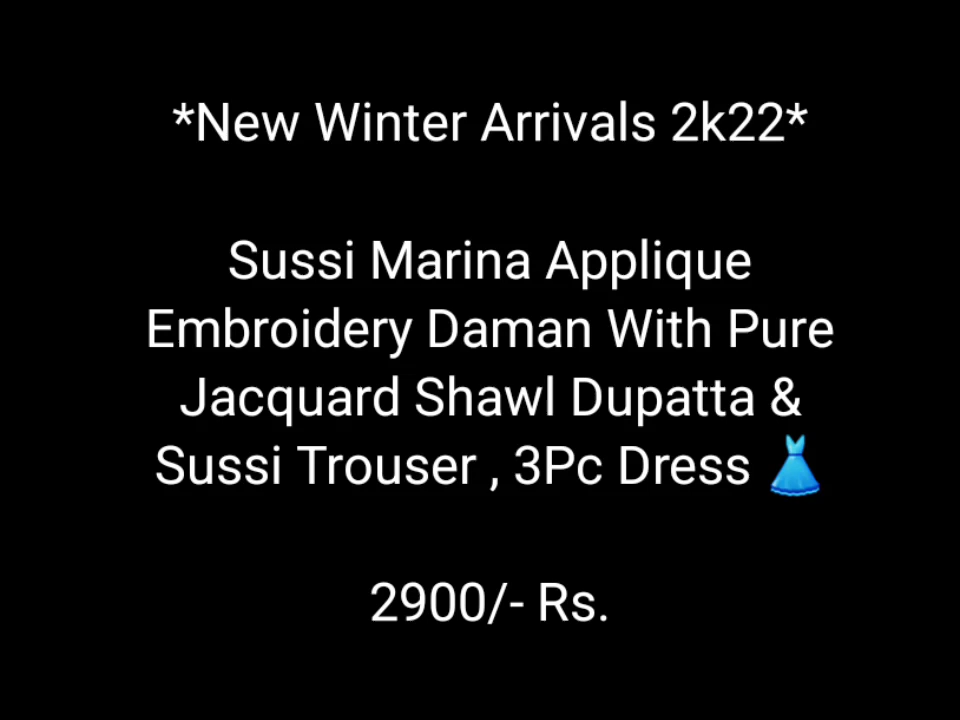 *New Winter Arrivals 2k22*
Sussi Marina Applique
Embroidery Daman With Pure
Jacquard Shawl Dupatta &
Sussi Trouser , 3Pc Dress 👗
2900/- Rs.